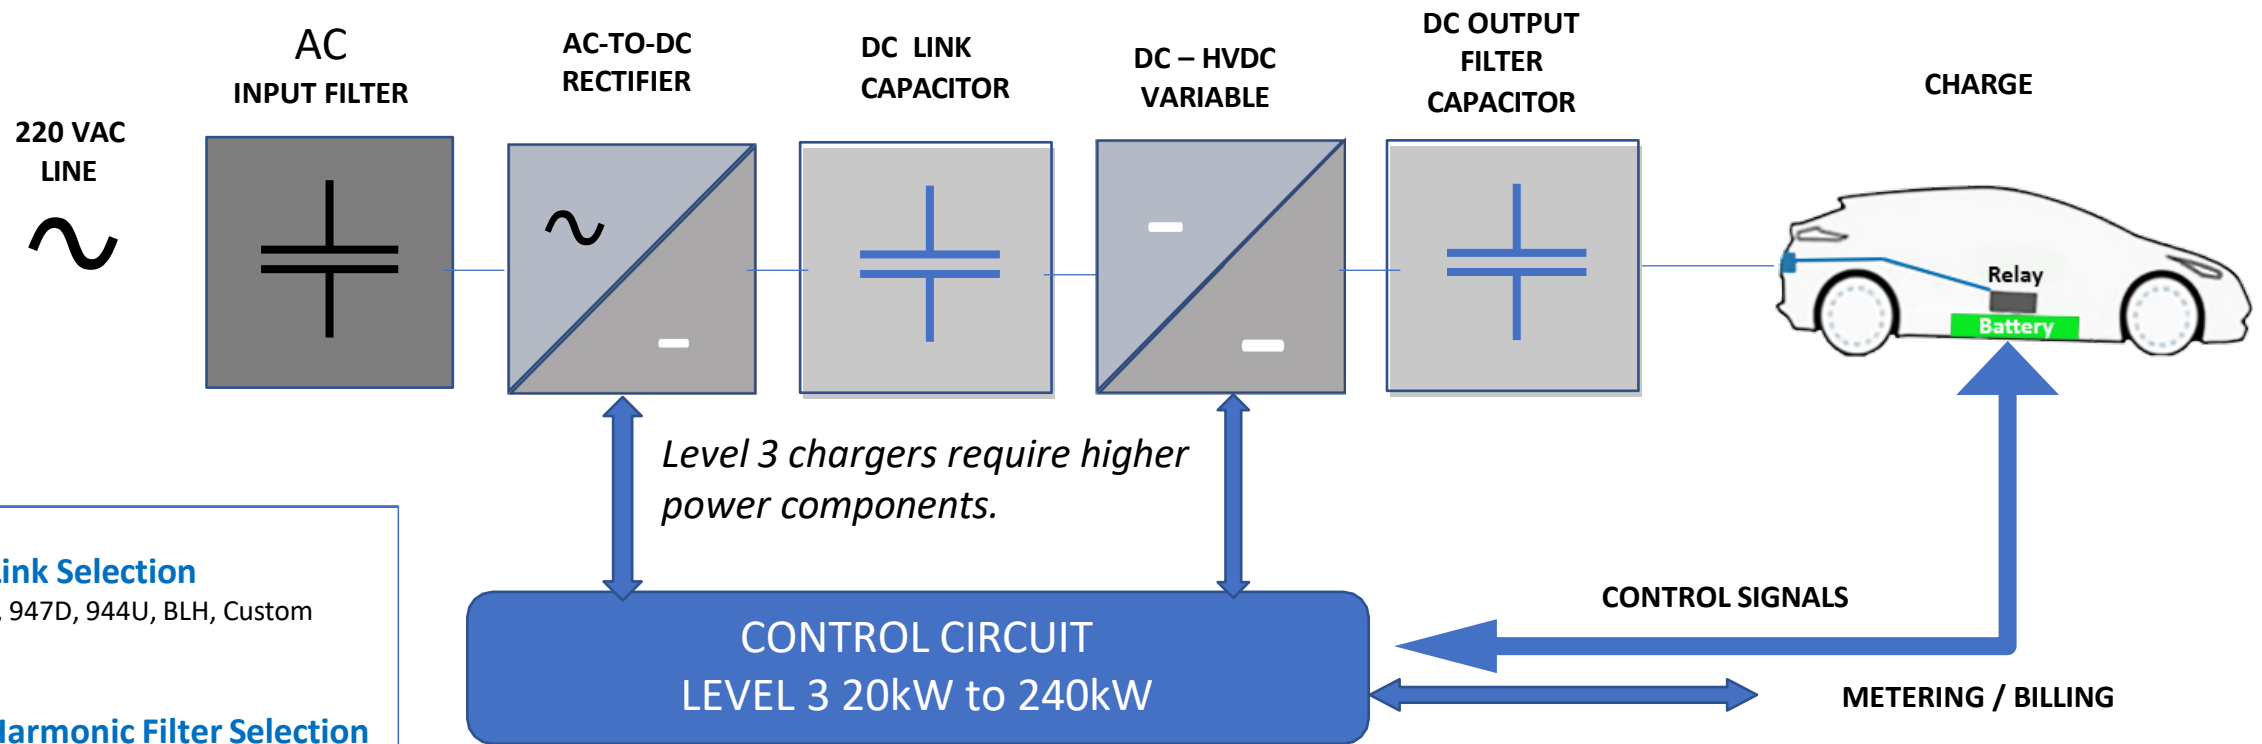 220 VAC
LINE
AC
INPUT FILTER
AC-TO-DC
RECTIFIER
DC LINK
CAPACITOR
DC – HVDC
VARIABLE
DC OUTPUT
FILTER
CAPACITOR
CHARGE
Relay
Battery
Level 3 chargers require higher
power components.
Link Selection
, 947D, 944U, BLH, Custom
Harmonic Filter Selection
CONTROL CIRCUIT
LEVEL 3 20kW to 240kW
CONTROL SIGNALS
METERING / BILLING